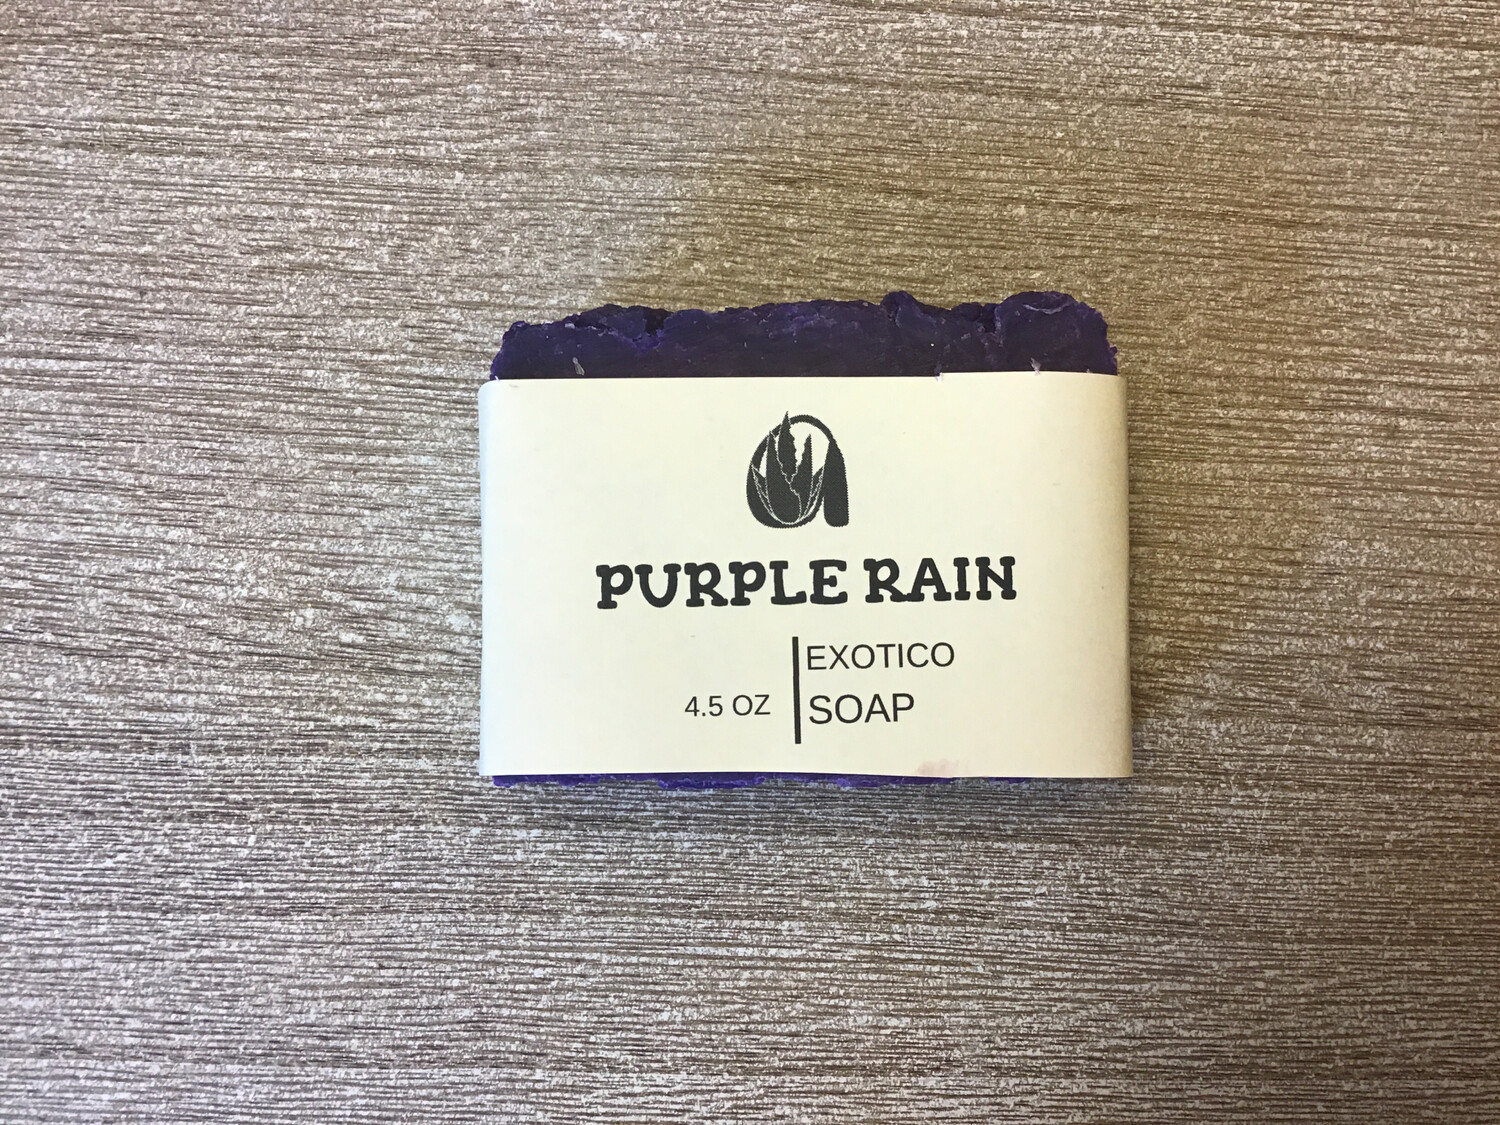 PURPLE RAIN
EXOTICO
4.5 OZ
SOAP